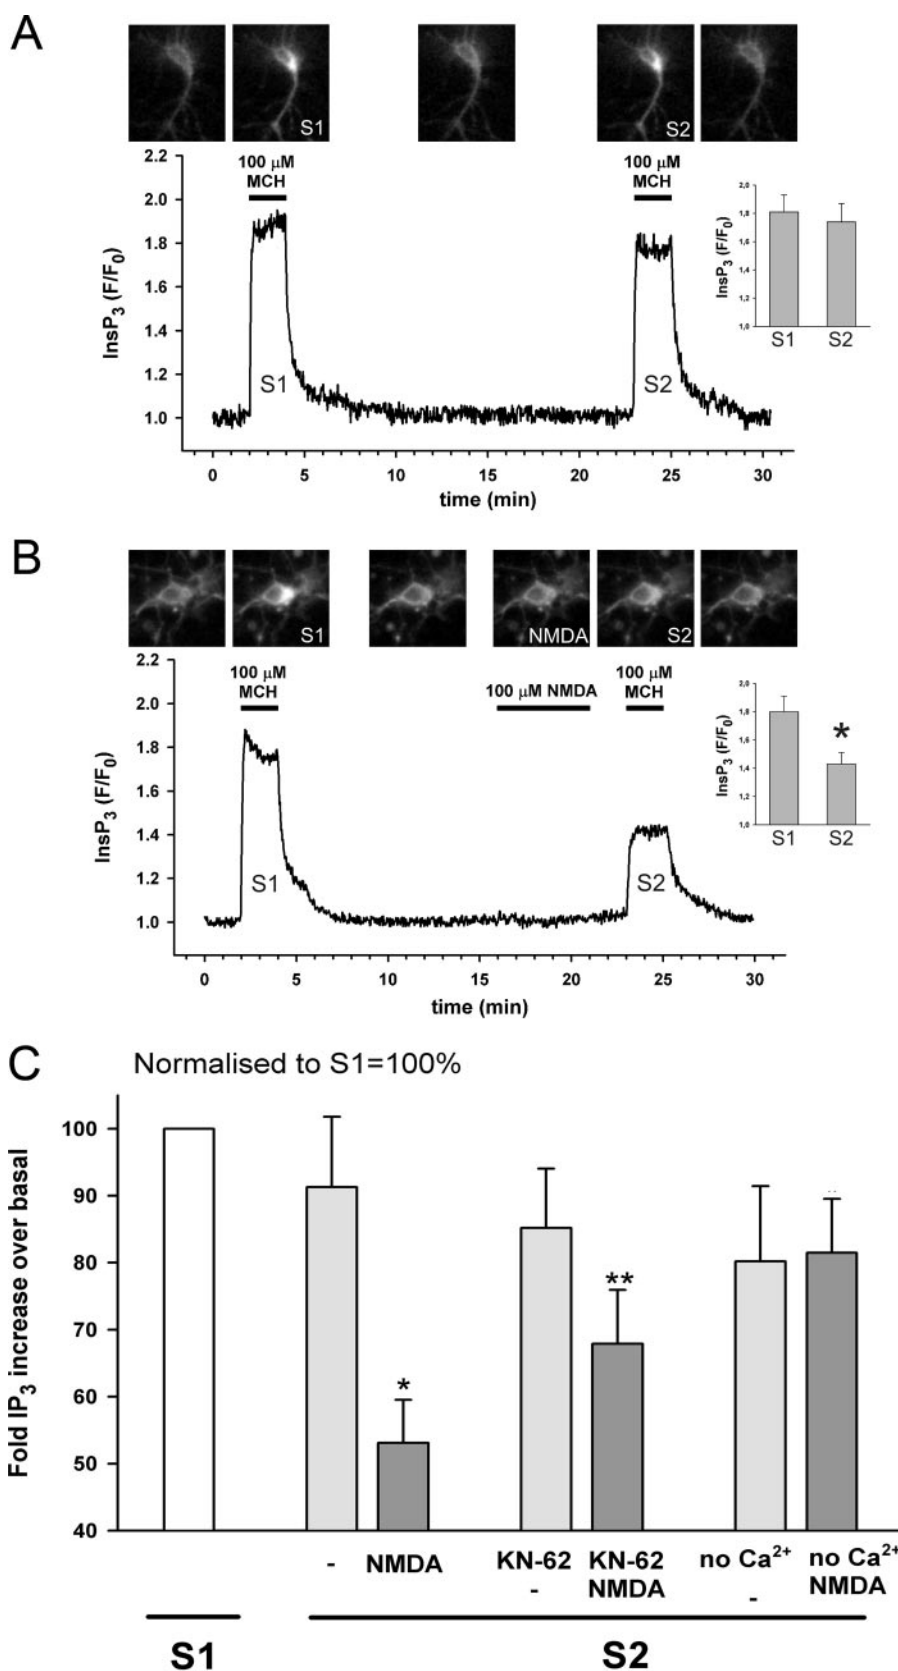 A
S1
S2
100 µM
MCH
100 µM
MCH
2.2
2.0
1.8
1.6
1.4
1.2
1.0
InsP3 (F/F0)
S1
S2
0
5
10
15
20
25
30
time (min)
2,0
1,8
1,6
1,4
1,2
1,0
InsP3 (F/F0)
S1
S2
B
S1
NMDA
S2
100 µM
MCH
100 µM NMDA
100 µM
MCH
2.2
2.0
1.8
1.6
1.4
1.2
1.0
InsP3 (F/F0)
S1
S2
0
5
10
15
20
25
30
time (min)
2,0
1,8
1,6
1,4
1,2
1,0
InsP3 (F/F0)
*
S1
S2
C
Normalised to S1=100%
Fold IP3 increase over basal
100
90
80
70
60
50
40
*
**
-
NMDA
KN-62
-
KN-62
NMDA
no Ca2+
-
no Ca2+
NMDA
S1
S2